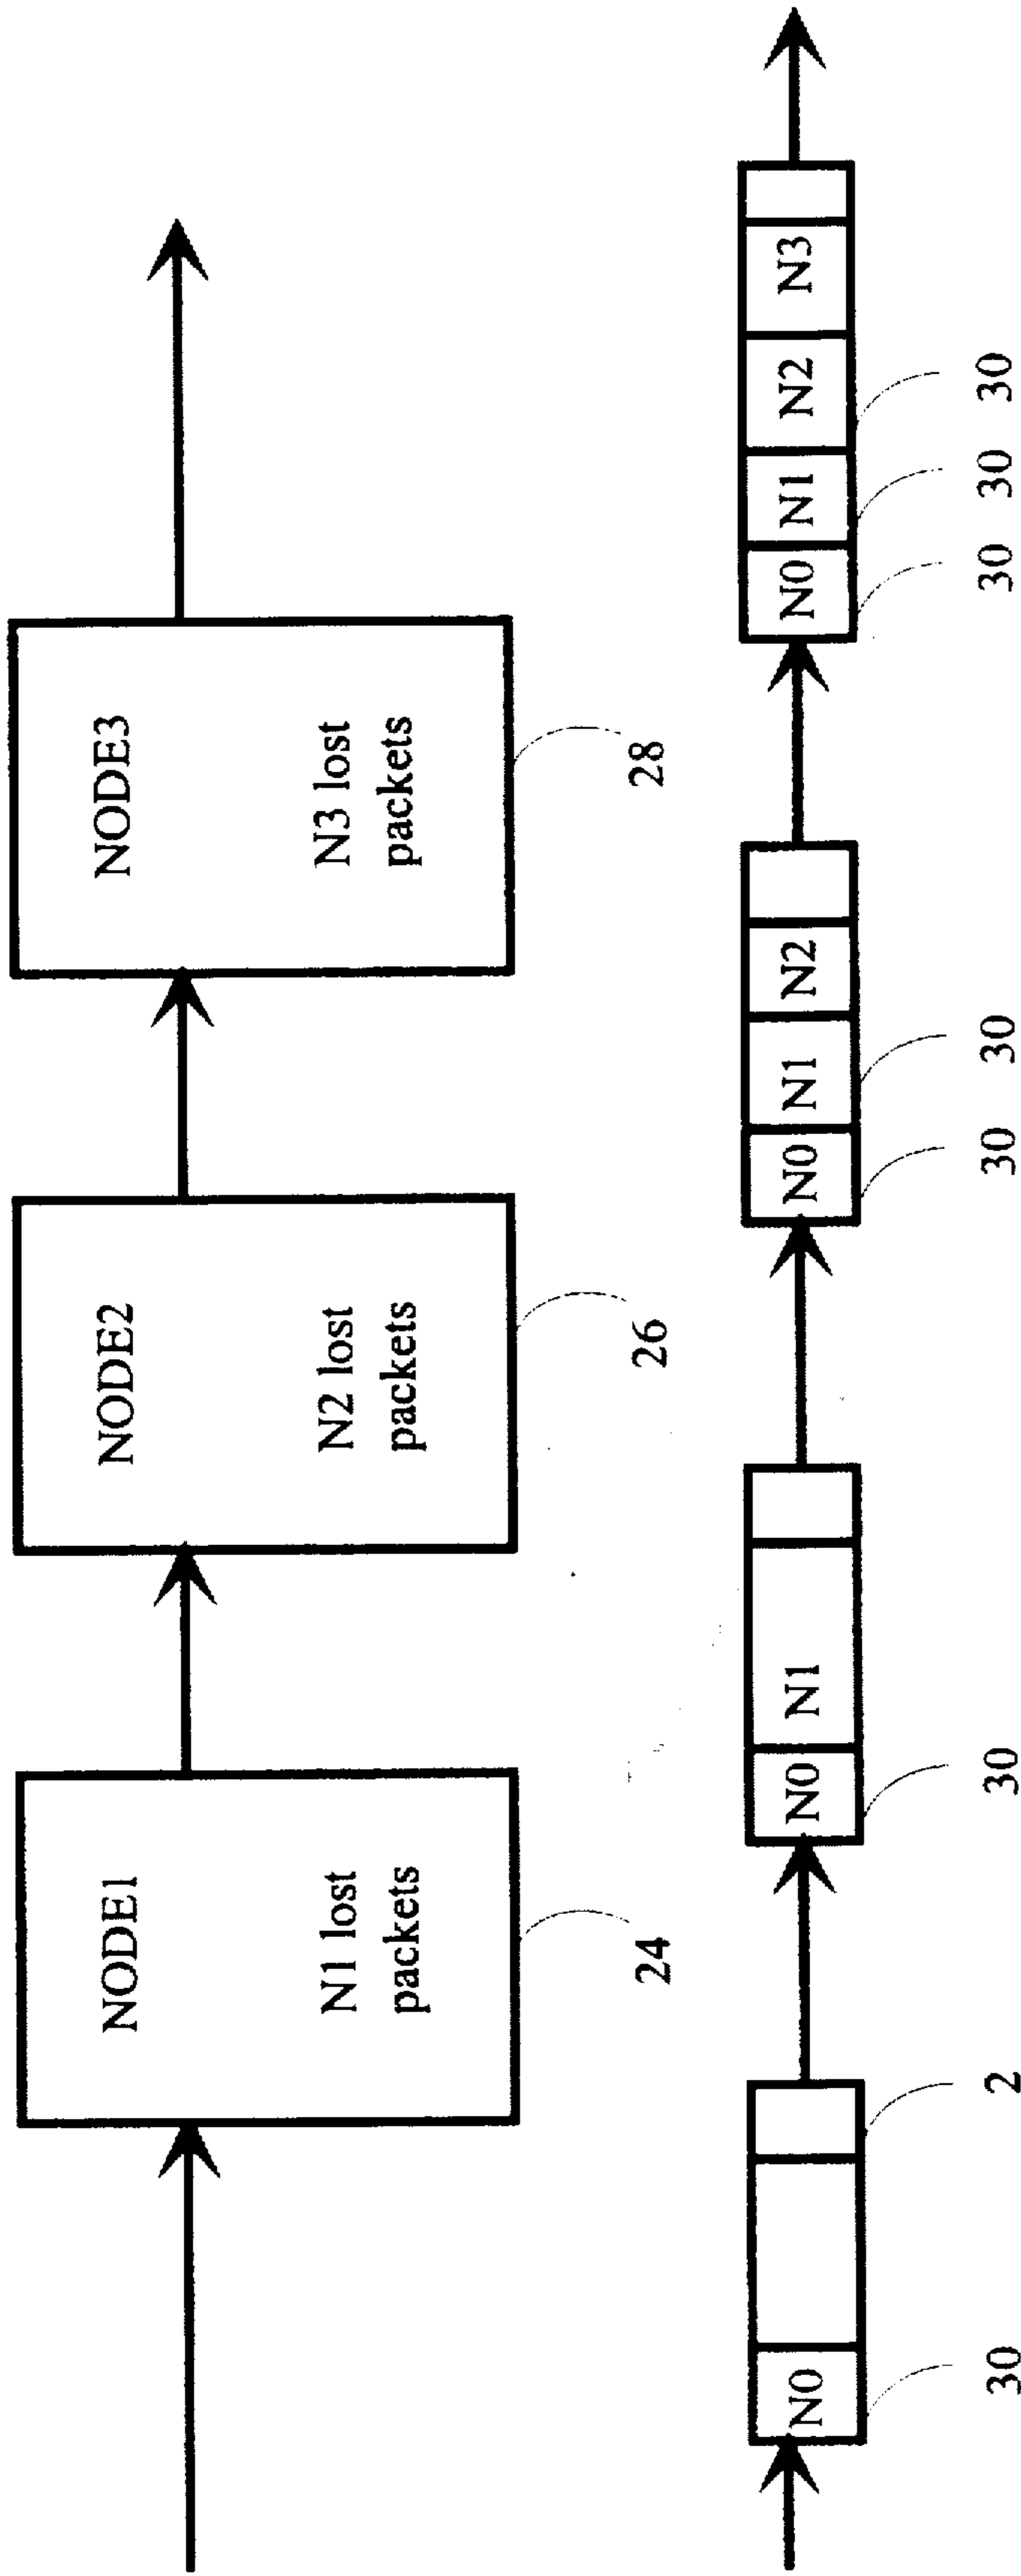 NODE1
N1 lost
packets
24
NODE2
N2 lost
packets
26
NODE3
N3 lost
packets
28
N0
30
2
N0 N1
30
N0 N1 N2
30 30
N0 N1 N2 N3
30 30 30